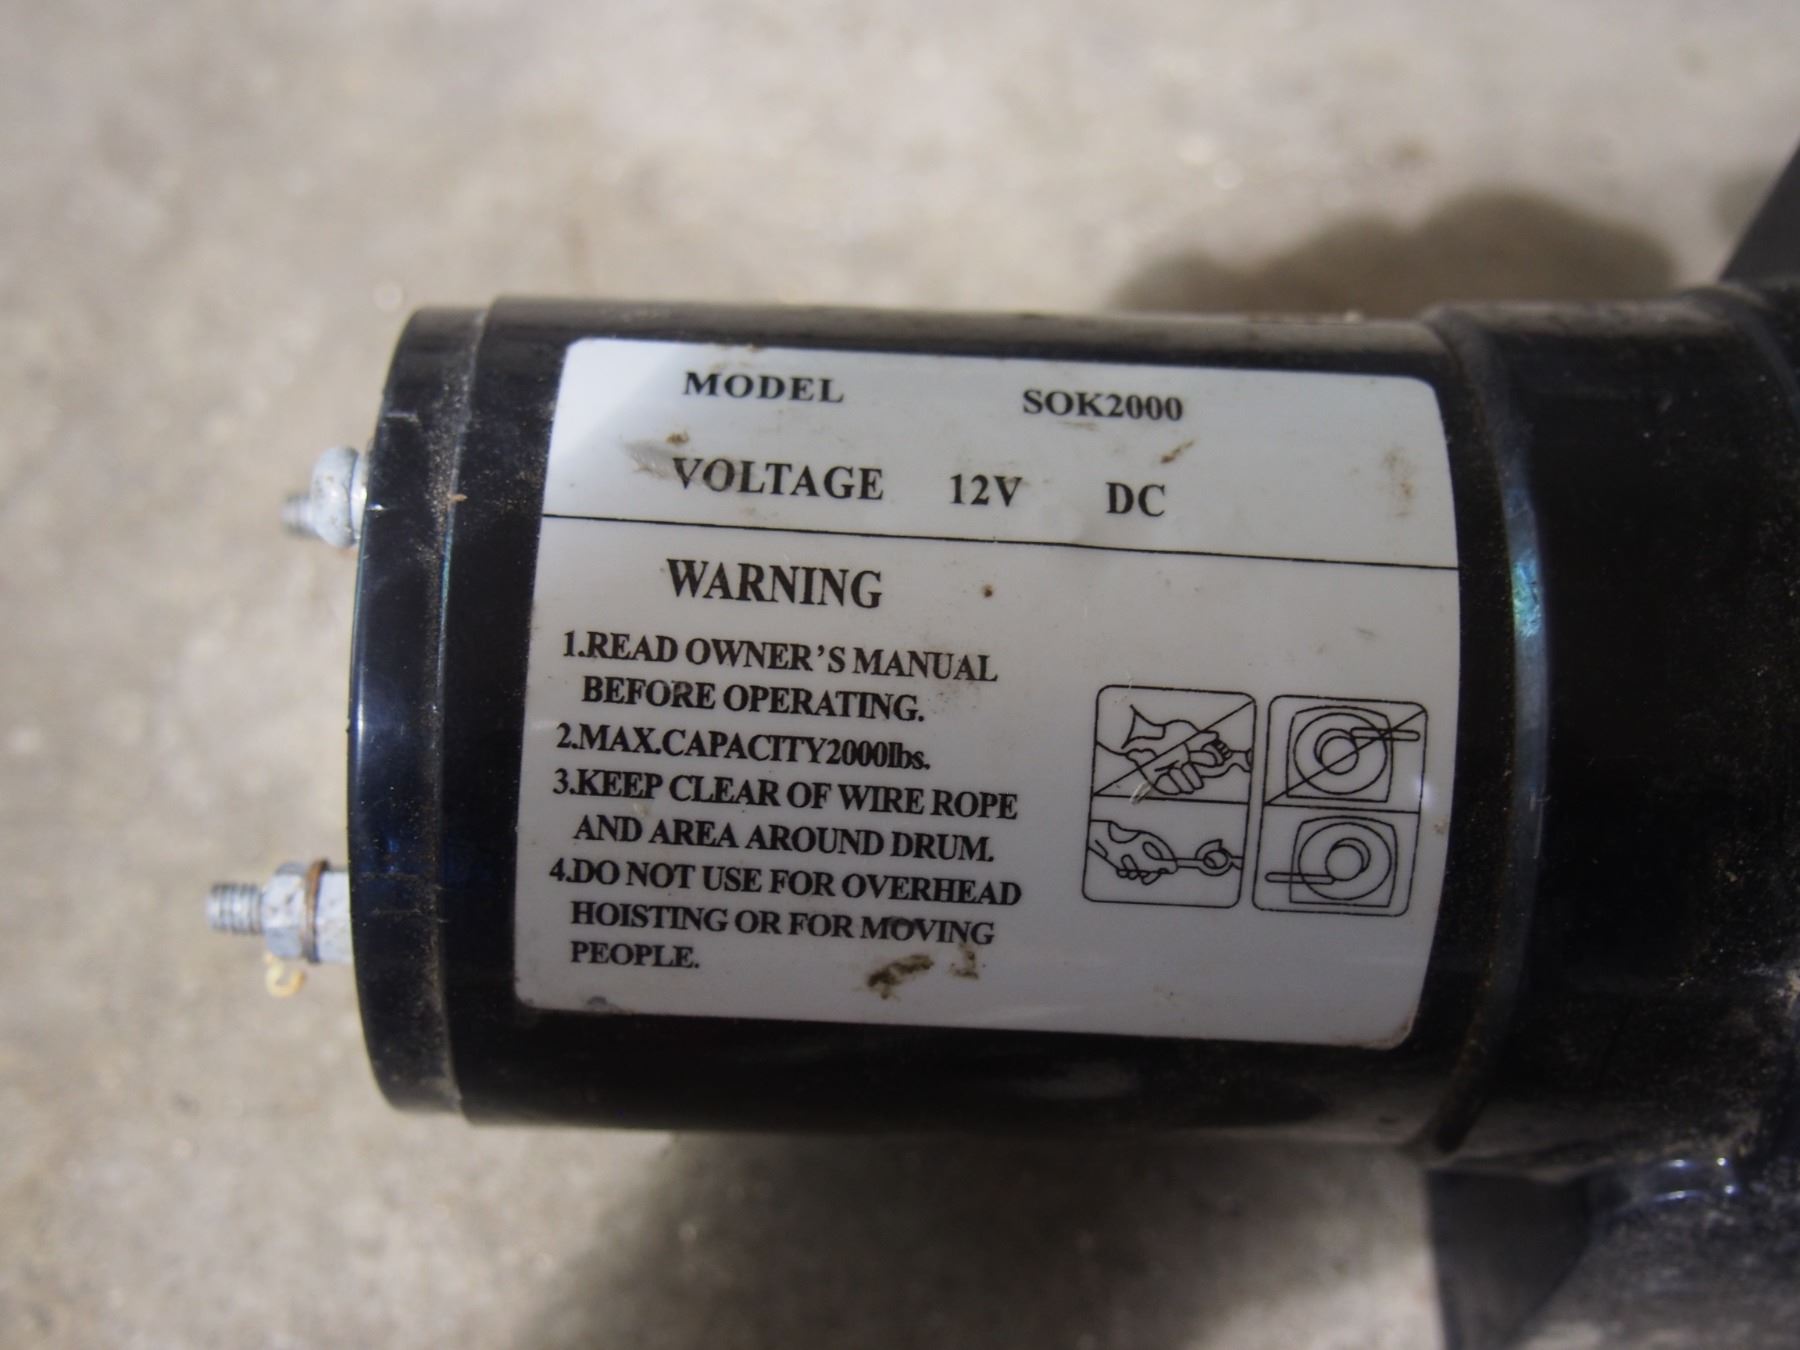 MODEL SOK2000
VOLTAGE 12V DC
WARNING
1.READ OWNER'S MANUAL
BEFORE OPERATING.
2.MAX.CAPACITY2000lbs.
3.KEEP CLEAR OF WIRE ROPE
AND AREA AROUND DRUM.
4.DO NOT USE FOR OVERHEAD
HOISTING OR FOR MOVING
PEOPLE.